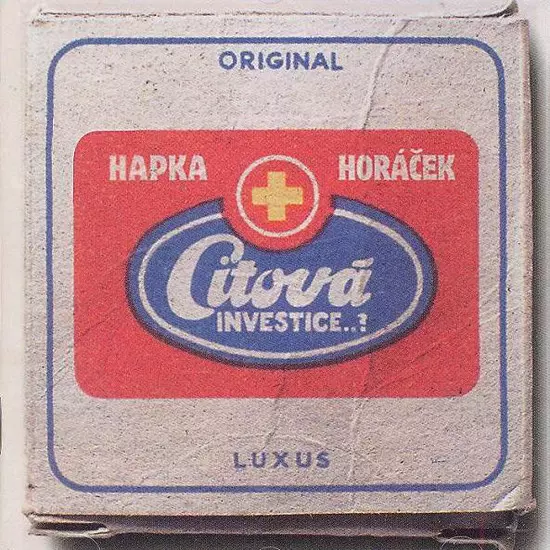 ORIGINAL
HAPKA HORÁČEK
Citová
INVESTICE..?
LUXUS